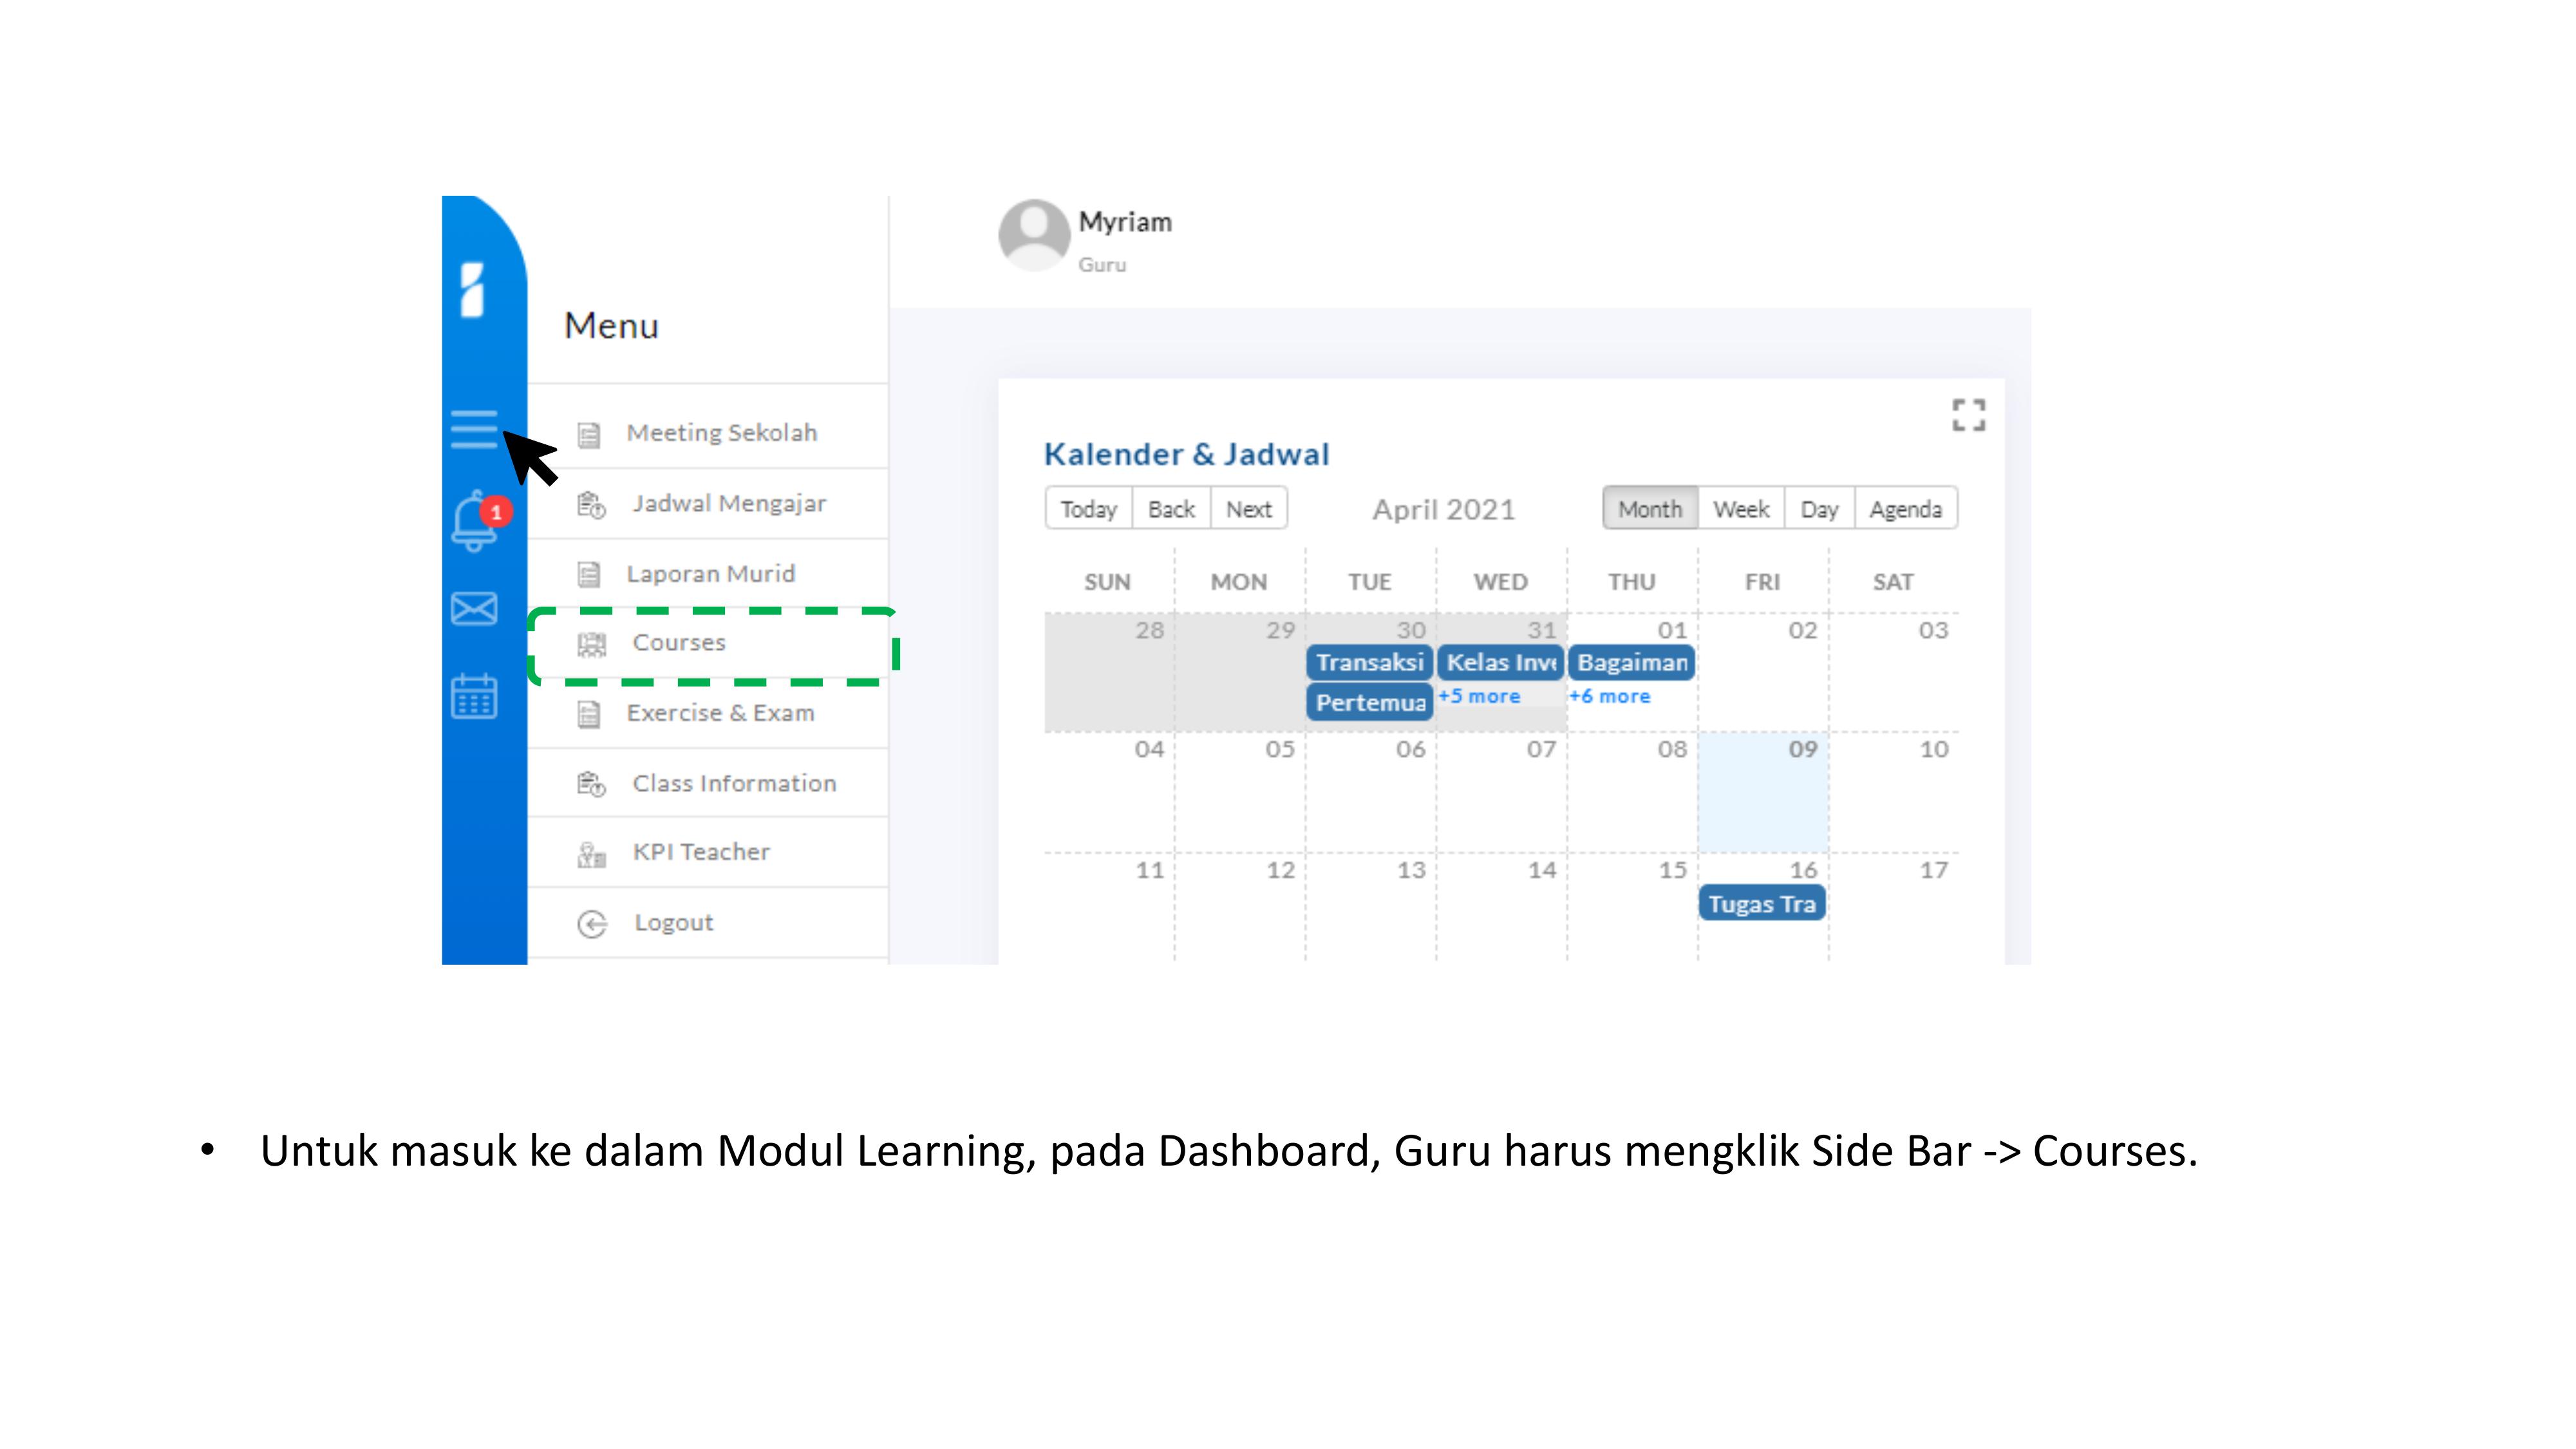 Myriam
Guru
Menu
Meeting Sekolah
Jadwal Mengajar
Laporan Murid
Courses
Exercise & Exam
Class Information
KPI Teacher
Logout
1
Kalender & Jadwal
Today Back Next April 2021 Month Week Day Agenda
SUN MON TUE WED THU FRI SAT
28 29 30 31 01 02 03
Transaksi Kelas Inve Bagaiman
Pertemua +5 more +6 more
04 05 06 07 08 09 10
11 12 13 14 15 16 17
Tugas Tra
• Untuk masuk ke dalam Modul Learning, pada Dashboard, Guru harus mengklik Side Bar -> Courses.